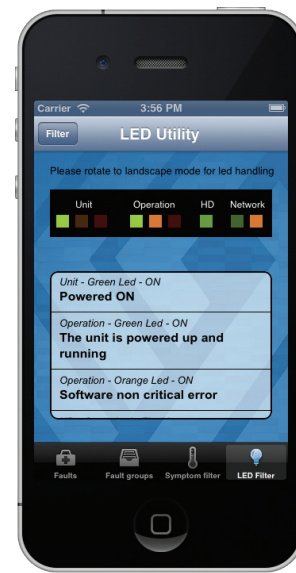 Carrier 3:56 PM
Filter LED Utility
Please rotate to landscape mode for led handling
Unit Operation HD Network
Unit - Green Led - ON
Powered ON
Operation - Green Led - ON
The unit is powered up and
running
Operation - Orange Led - ON
Software non critical error
Faults Fault groups Symptom filter LED Filter